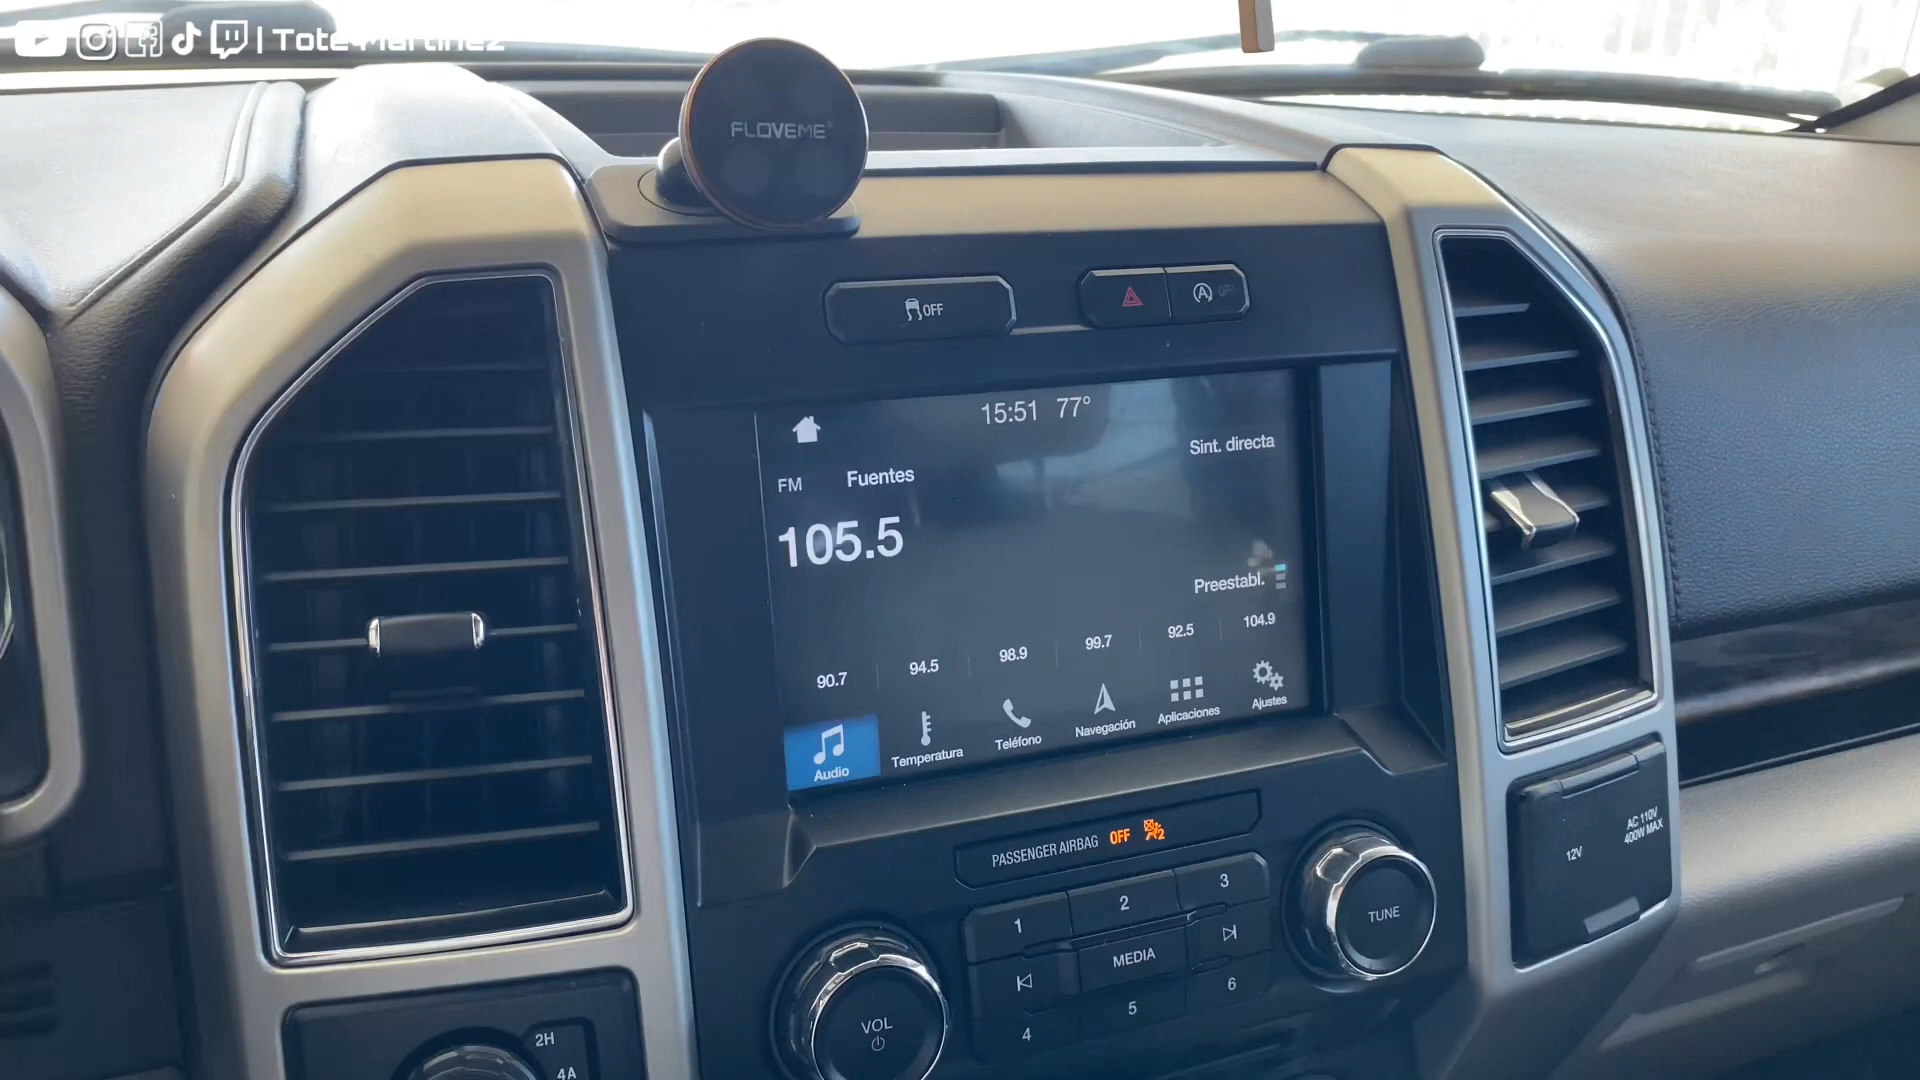 | Tote Martinez
FLOVEME
OFF
A OFF
15:51 77°
Sint. directa
FM Fuentes
105.5
Preestabl.
90.7 94.5 98.9 99.7 92.5 104.9
Audio Temperatura Teléfono Navegación Aplicaciones Ajustes
PASSENGER AIRBAG OFF 2
1 2 3
MEDIA
4 5 6
VOL
TUNE
12V
AC 110V
400W MAX
2H
4A